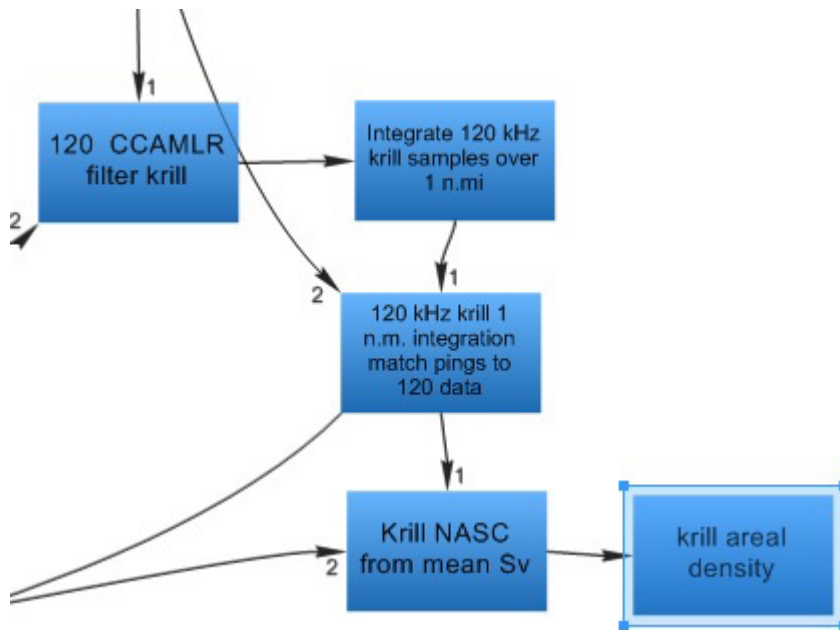 1
120 CCAMLR
filter krill
Integrate 120 kHz
krill samples over
1 n.mi
2
1
2
120 kHz krill 1
n.m. integration
match pings to
120 data
1
Krill NASC
from mean Sv
2
krill areal
density